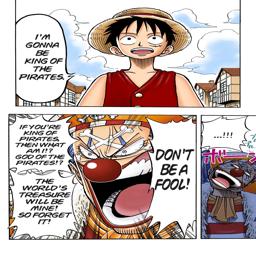 I'M
GONNA
BE
KING OF
THE
PIRATES.
IF YOU'RE
KING OF
PIRATES,
THEN WHAT
AM I!?
GOD OF THE
PIRATES!?
THE
WORLD'S
TREASURE
WILL BE
MINE!
SO FORGET
IT!
DON'T
BE A
FOOL!
...!!!